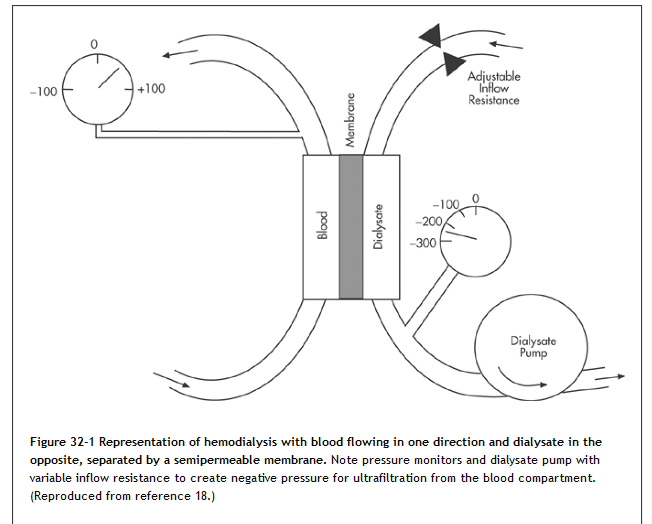 0
-100
+100
Membrane
Adjustable
Inflow
Resistance
Blood
Dialysate
0
-100
-200
-300
Dialysate
Pump
Figure 32-1 Representation of hemodialysis with blood flowing in one direction and dialysate in the
opposite, separated by a semipermeable membrane. Note pressure monitors and dialysate pump with
variable inflow resistance to create negative pressure for ultrafiltration from the blood compartment.
(Reproduced from reference 18.)